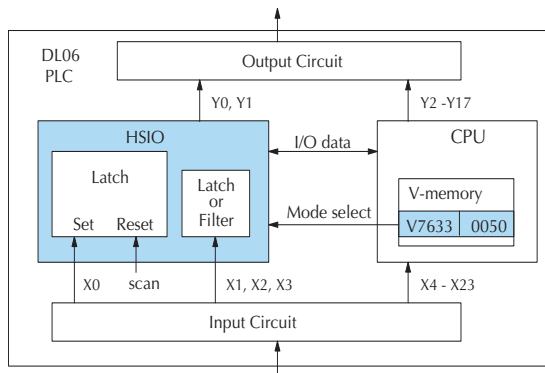 DL06
PLC
Output Circuit
Y0, Y1
Y2 -Y17
HSIO
I/O data
CPU
Latch
Latch
or
Filter
V-memory
Set
Reset
Mode select
V7633
0050
X0
scan
X1, X2, X3
X4 - X23
Input Circuit